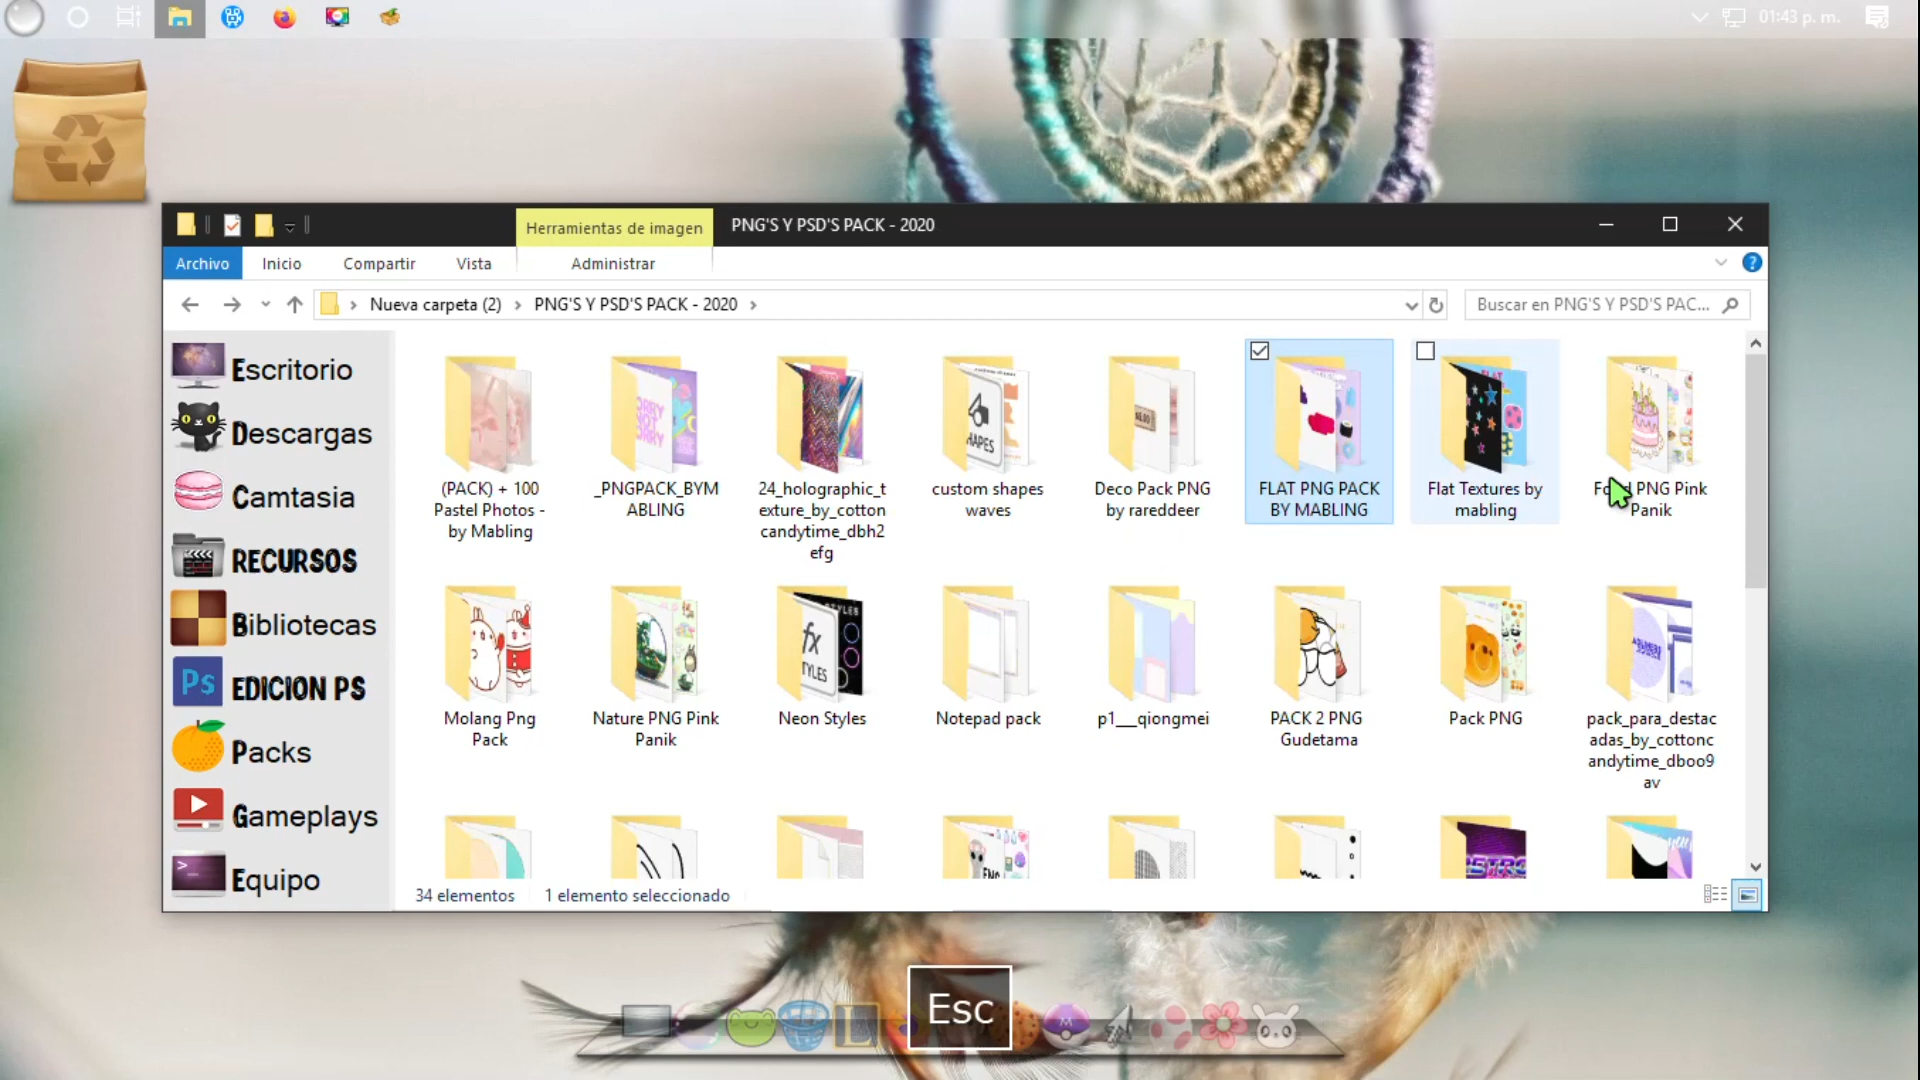 01:43 p. m.
Herramientas de imagen
PNG'S Y PSD'S PACK - 2020
Archivo
Inicio
Compartir
Vista
Administrar
?
Nueva carpeta (2)
PNG'S Y PSD'S PACK - 2020
Buscar en PNG'S Y PSD'S PAC...
Escritorio
Descargas
Camtasia
RECURSOS
Bibliotecas
Ps
EDICION PS
Packs
Gameplays
Equipo
SHAPES
(PACK) + 100
Pastel Photos -
by Mabling
_PNGPACK_BYM
ABLING
24_holographic_t
exture_by_cotton
candytime_dbh2
efg
custom shapes
waves
Deco Pack PNG
by rareddeer
FLAT PNG PACK
BY MABLING
Flat Textures by
mabling
PNG Pink
Panik
fx
STYLES
Molang Png
Pack
Nature PNG Pink
Panik
Neon Styles
Notepad pack
p1__qiongmei
PACK 2 PNG
Gudetama
Pack PNG
pack_para_destac
adas_by_cottonc
andytime_dboo9
av
RETRO
34 elementos
1 elemento seleccionado
Esc